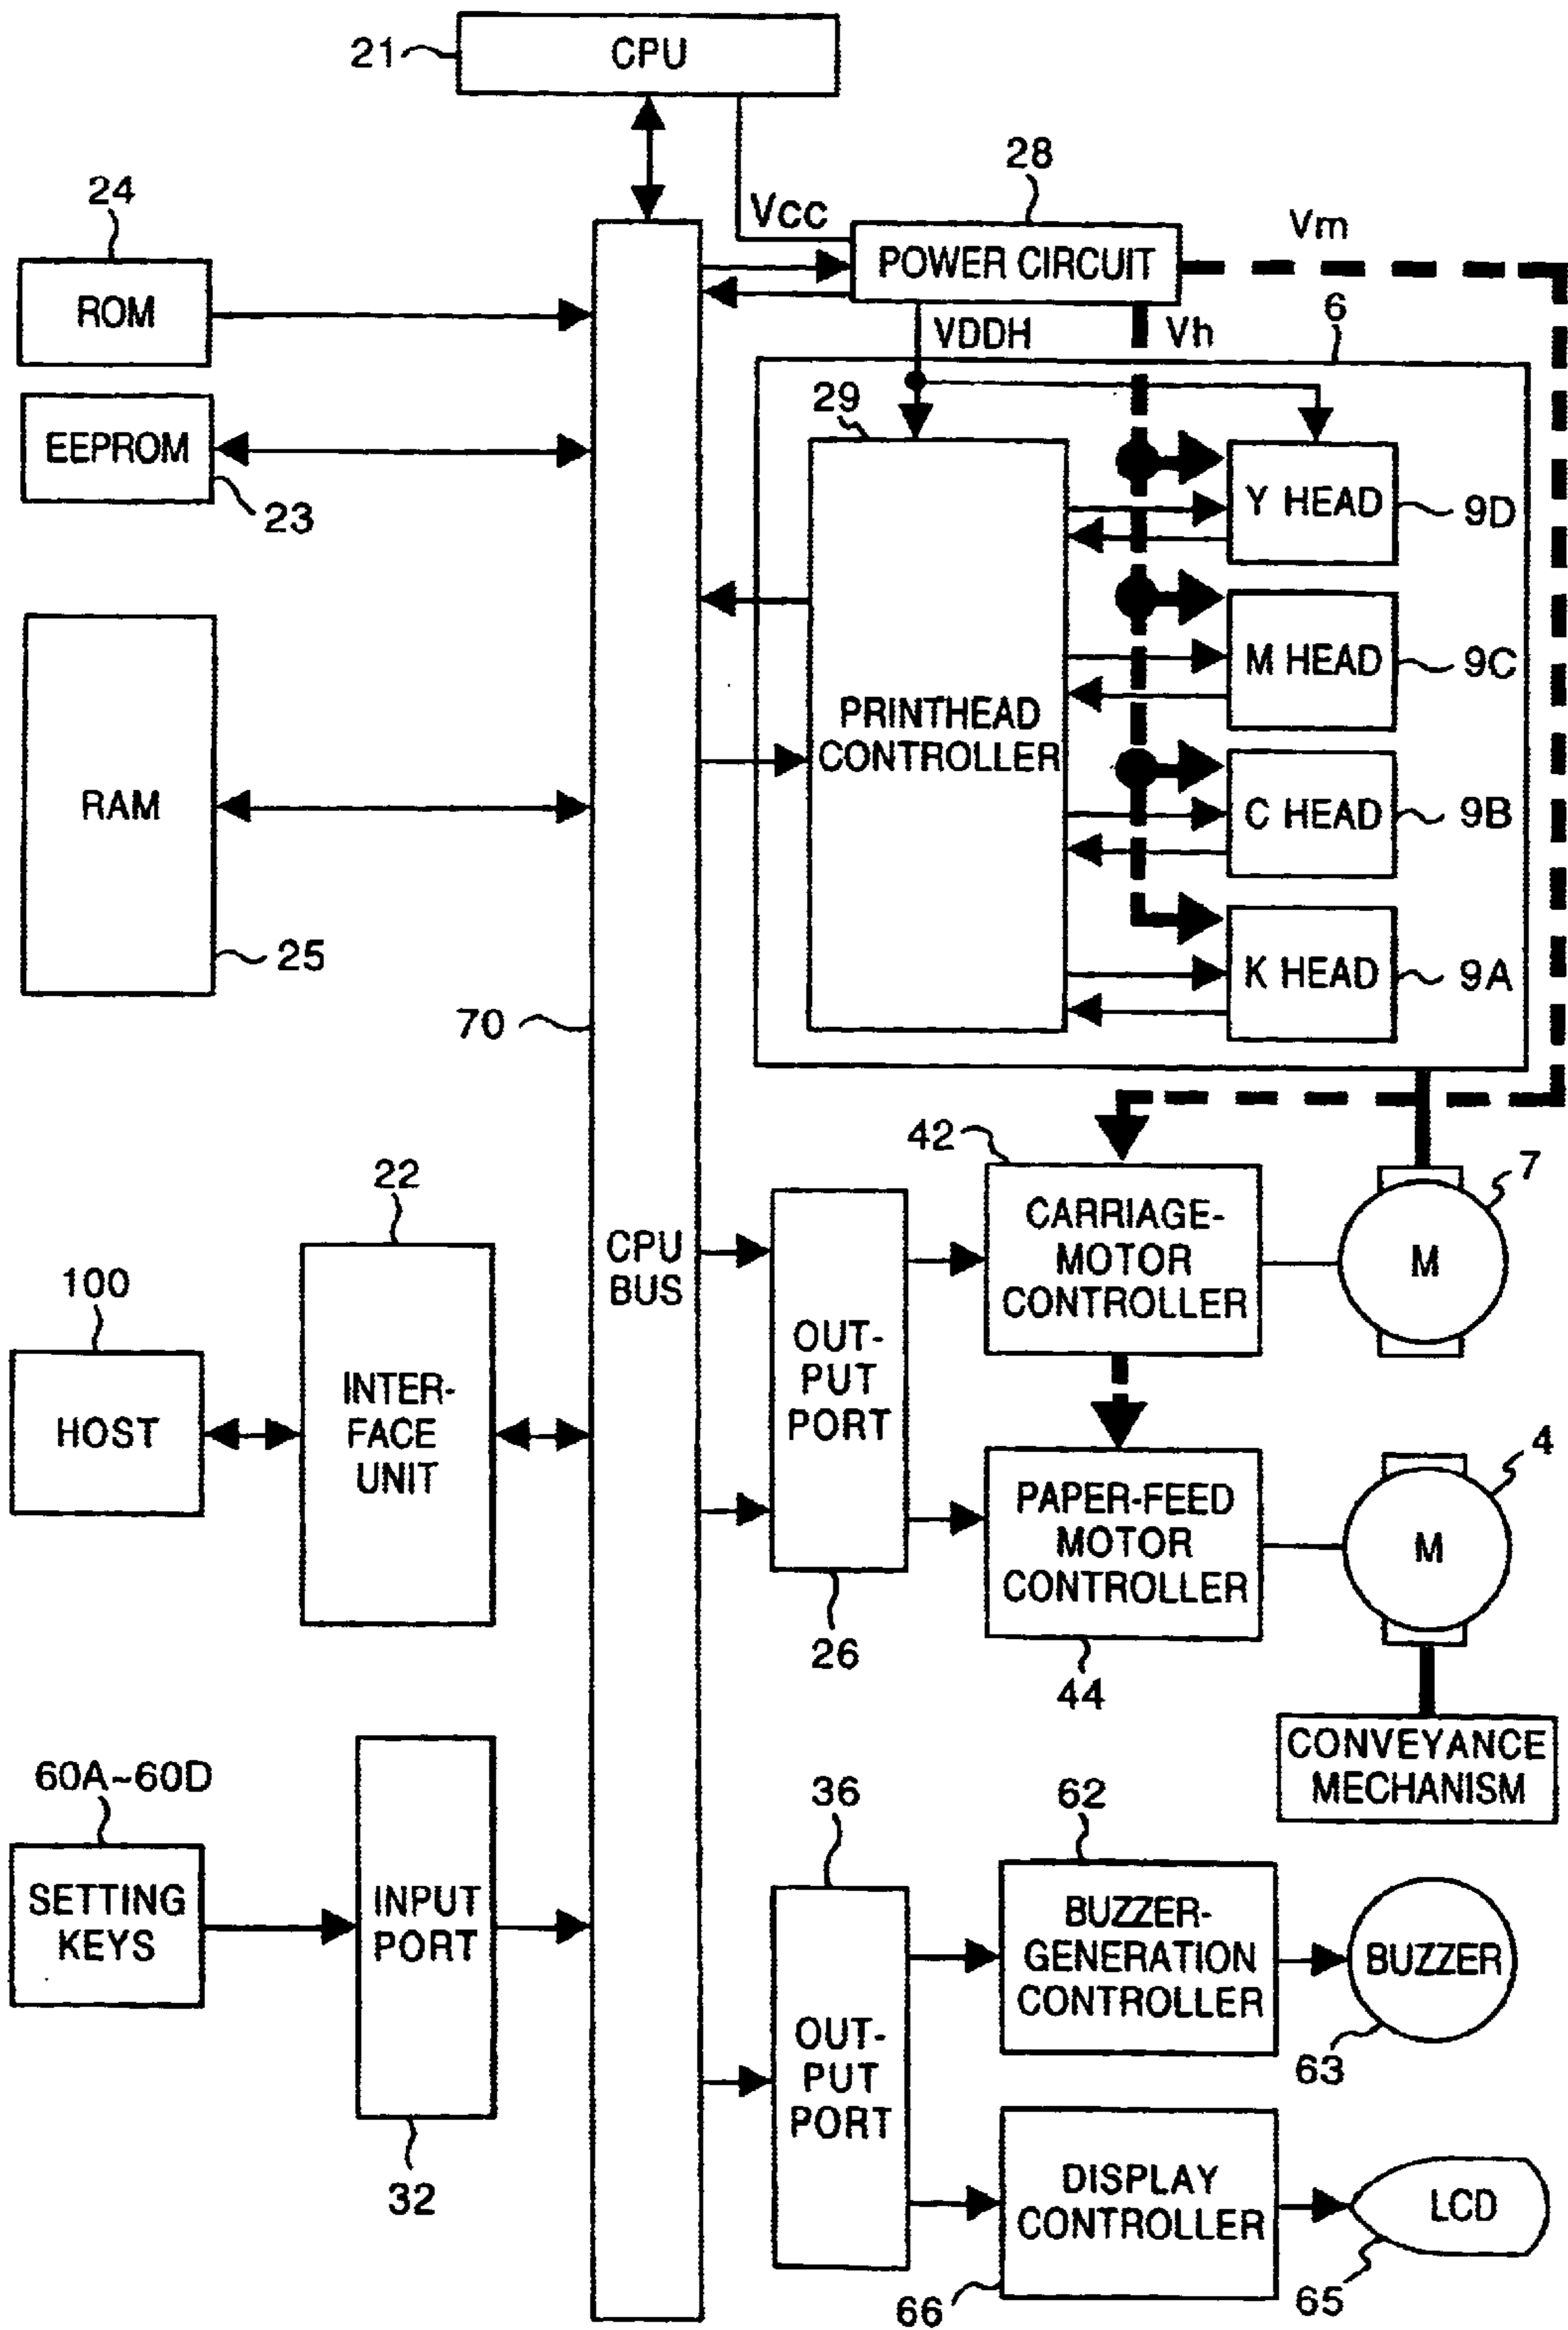 21
CPU
24
ROM
EEPROM
23
RAM
25
70
CPU
BUS
22
100
HOST
INTER-
FACE
UNIT
60A~60D
SETTING
KEYS
INPUT
PORT
32
Vcc
28
POWER CIRCUIT
Vm
VDDH
Vh
6
29
PRINTHEAD
CONTROLLER
Y HEAD
9D
M HEAD
9C
C HEAD
9B
K HEAD
9A
42
CARRIAGE-
MOTOR
CONTROLLER
7
M
OUT-
PUT
PORT
26
PAPER-FEED
MOTOR
CONTROLLER
44
4
M
CONVEYANCE
MECHANISM
36
OUT-
PUT
PORT
62
BUZZER-
GENERATION
CONTROLLER
BUZZER
63
DISPLAY
CONTROLLER
66
LCD
65